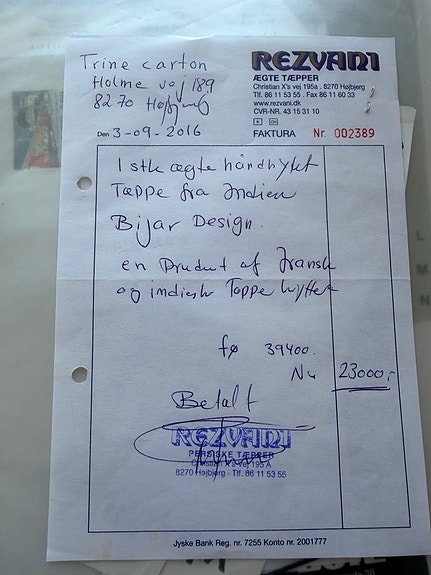 Trine carton
Holme vej 189
8270 Højbjerg
REZVANI
ÆGTE TÆPPER
Christian X's vej 195a . 8270 Højbjerg
Tlf. 86 11 53 55 . Fax 86 11 60 33
www.rezvani.dk
CVR-NR. 43 15 31 10
Den 3-09-2016
FAKTURA Nr. 002389
1 stk ægte håndknytet
Tæppe fra Indien
Bijar Design.
en Product af Iransk
og indisk Tæppe knytter
fø 39400.
Nu 23000,-
Betalt
REZVANI
PERSISKE TÆPPER
Christian X's vej 195 A
8270 Højbjerg - Tlf. 86 11 53 55
Jyske Bank Reg. nr. 7255 Konto nr. 2001777
L
M
N